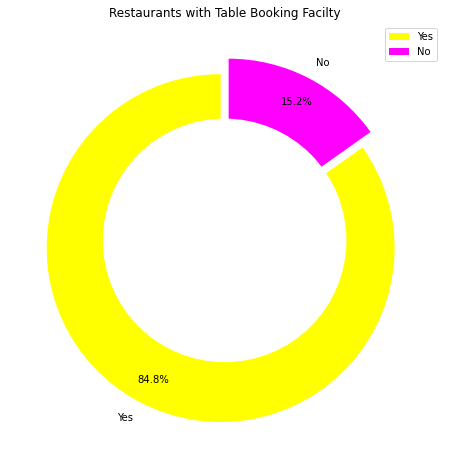 Restaurants with Table Booking Facilty
Yes
No
No
15.2%
84.8%
Yes